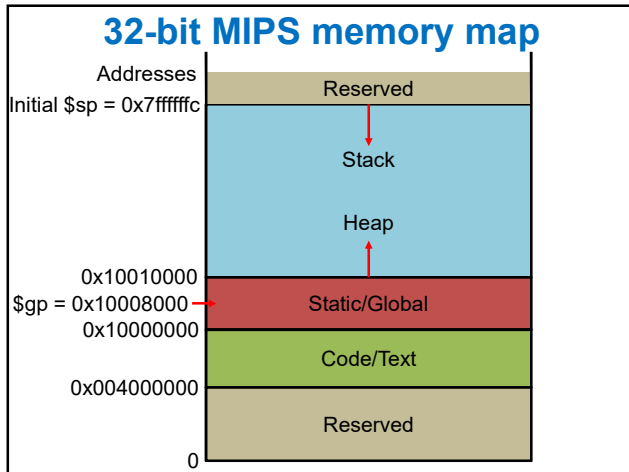 32-bit MIPS memory map
Addresses
Reserved
Initial $sp = 0x7ffffffc
Stack
Heap
0x10010000
$gp = 0x10008000
Static/Global
0x10000000
Code/Text
0x004000000
Reserved
0